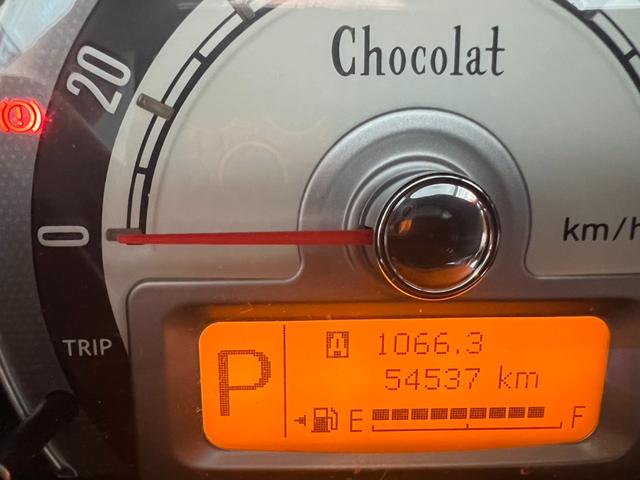 Chocolat
20
0
km/h
TRIP
P
A 1066.3
54537 km
E F